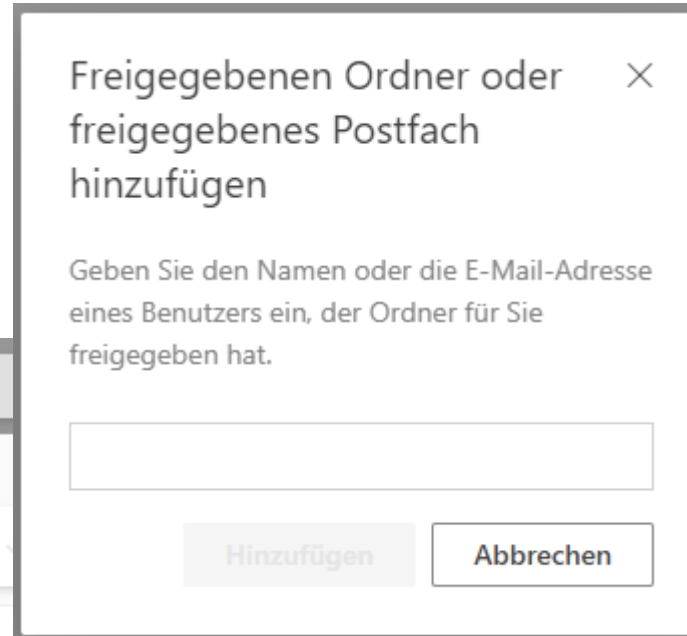 Freigegebenen Ordner oder
freigegebenes Postfach
hinzufügen
Geben Sie den Namen oder die E-Mail-Adresse
eines Benutzers ein, der Ordner für Sie
freigegeben hat.
Hinzufügen
Abbrechen